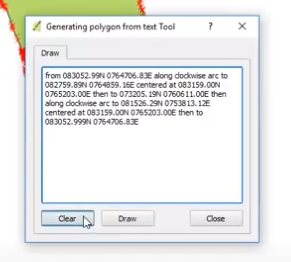 Generating polygon from text Tool ? ×
Draw
from 083052.99N 0764706.83E along clockwise arc to
082759.89N 0764859.16E centered at 083159.00N
0765203.00E then to 073205.19N 0760611.00E then
along clockwise arc to 081526.29N 0753813.12E
centered at 083159.00N 0765203.00E then to
083052.999N 0764706.83E
Clear Draw Close